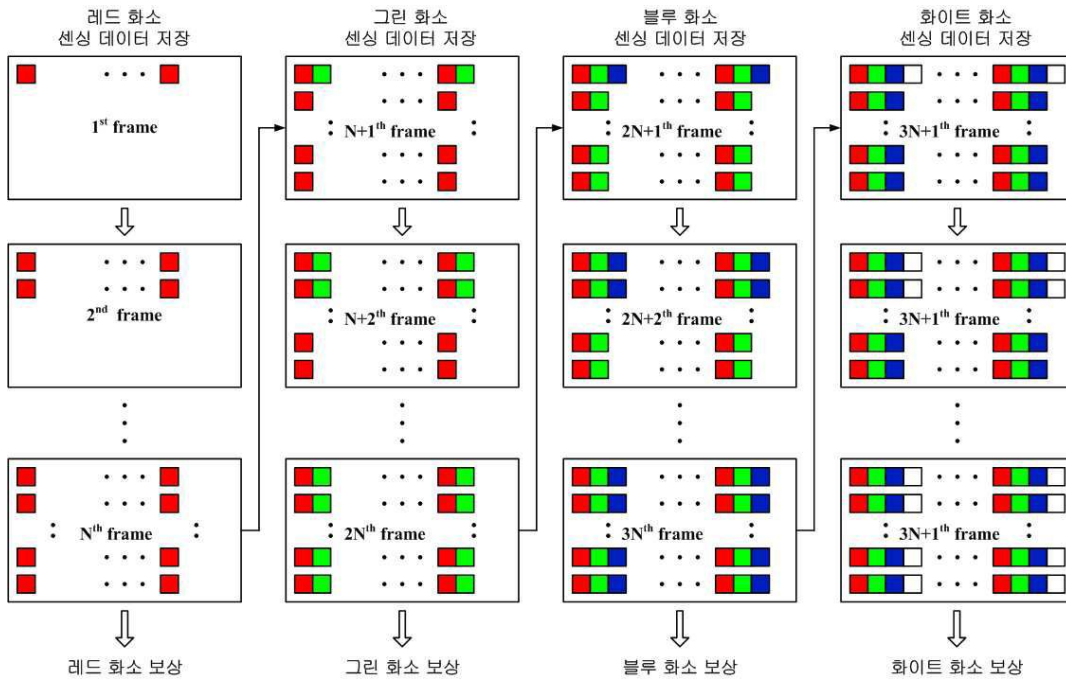 레드 화소
센싱 데이터 저장
1st frame
2nd frame
Nth frame
레드 화소 보상
그린 화소
센싱 데이터 저장
N+1th frame
N+2th frame
2Nth frame
그린 화소 보상
블루 화소
센싱 데이터 저장
2N+1th frame
2N+2th frame
3Nth frame
블루 화소 보상
화이트 화소
센싱 데이터 저장
3N+1th frame
3N+1th frame
3N+1th frame
화이트 화소 보상